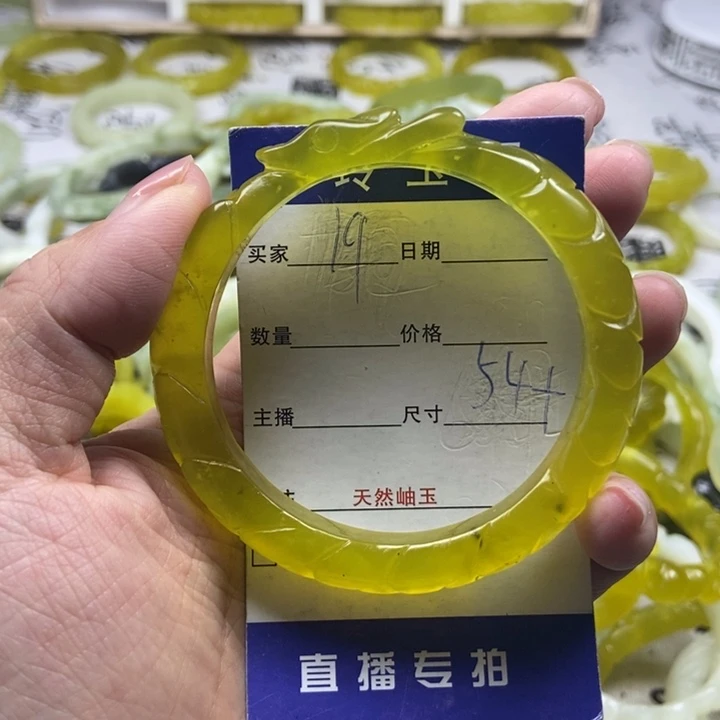 玉
买家 19 日期
数量 价格
54+
主播 尺寸
天然岫玉
直播专拍